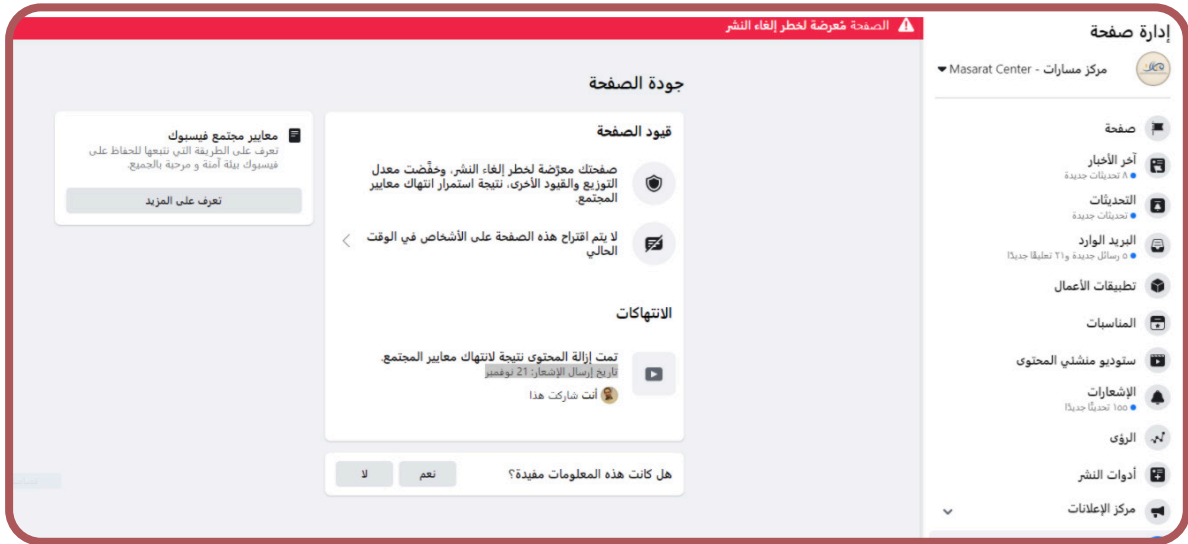 الصفحة مُعرضة لخطر إلغاء النشر
إدارة صفحة
مركز مسارات - Masarat Center
صفحة
آخر الأخبار
٨ تحديثات جديدة
التحديثات
تحديثات جديدة
البريد الوارد
٥ رسائل جديدة و٢١ تعليقًا جديدًا
تطبيقات الأعمال
المناسبات
ستوديو منشئي المحتوى
الإشعارات
١٥٥ تحديثًا جديدًا
الرؤى
أدوات النشر
مركز الإعلانات
جودة الصفحة
قيود الصفحة
صفحتك معرّضة لخطر إلغاء النشر، وخفَّضت معدل
التوزيع والقيود الأخرى، نتيجة استمرار انتهاك معايير
المجتمع.
لا يتم اقتراح هذه الصفحة على الأشخاص في الوقت
الحالي
الانتهاكات
تمت إزالة المحتوى نتيجة لانتهاك معايير المجتمع.
تاريخ إرسال الإشعار: 21 نوفمبر
أنت شاركت هذا
هل كانت هذه المعلومات مفيدة؟
نعم
لا
معايير مجتمع فيسبوك
تعرف على الطريقة التي نتبعها للحفاظ على
فيسبوك بيئة آمنة و مرحبة بالجميع.
تعرف على المزيد